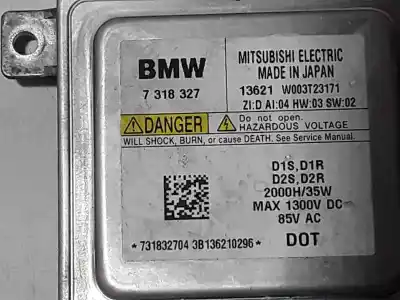 BMW
7 318 327
MITSUBISHI ELECTRIC
MADE IN JAPAN
13621 W003T23171
ZI:D AI:04 HW:03 SW:02
DANGER
Do not open.
HAZARDOUS VOLTAGE
WILL SHOCK, BURN, or cause DEATH. See Service Manual.
D1S,D1R
D2S,D2R
2000H/35W
MAX 1300V DC
85V AC
*731832704 3B136210296*
DOT